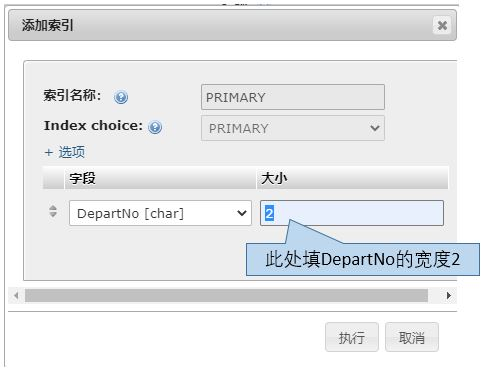 添加索引
索引名称:
PRIMARY
Index choice:
PRIMARY
+ 选项
字段 大小
DepartNo [char] 2
此处填DepartNo的宽度2
执行 取消